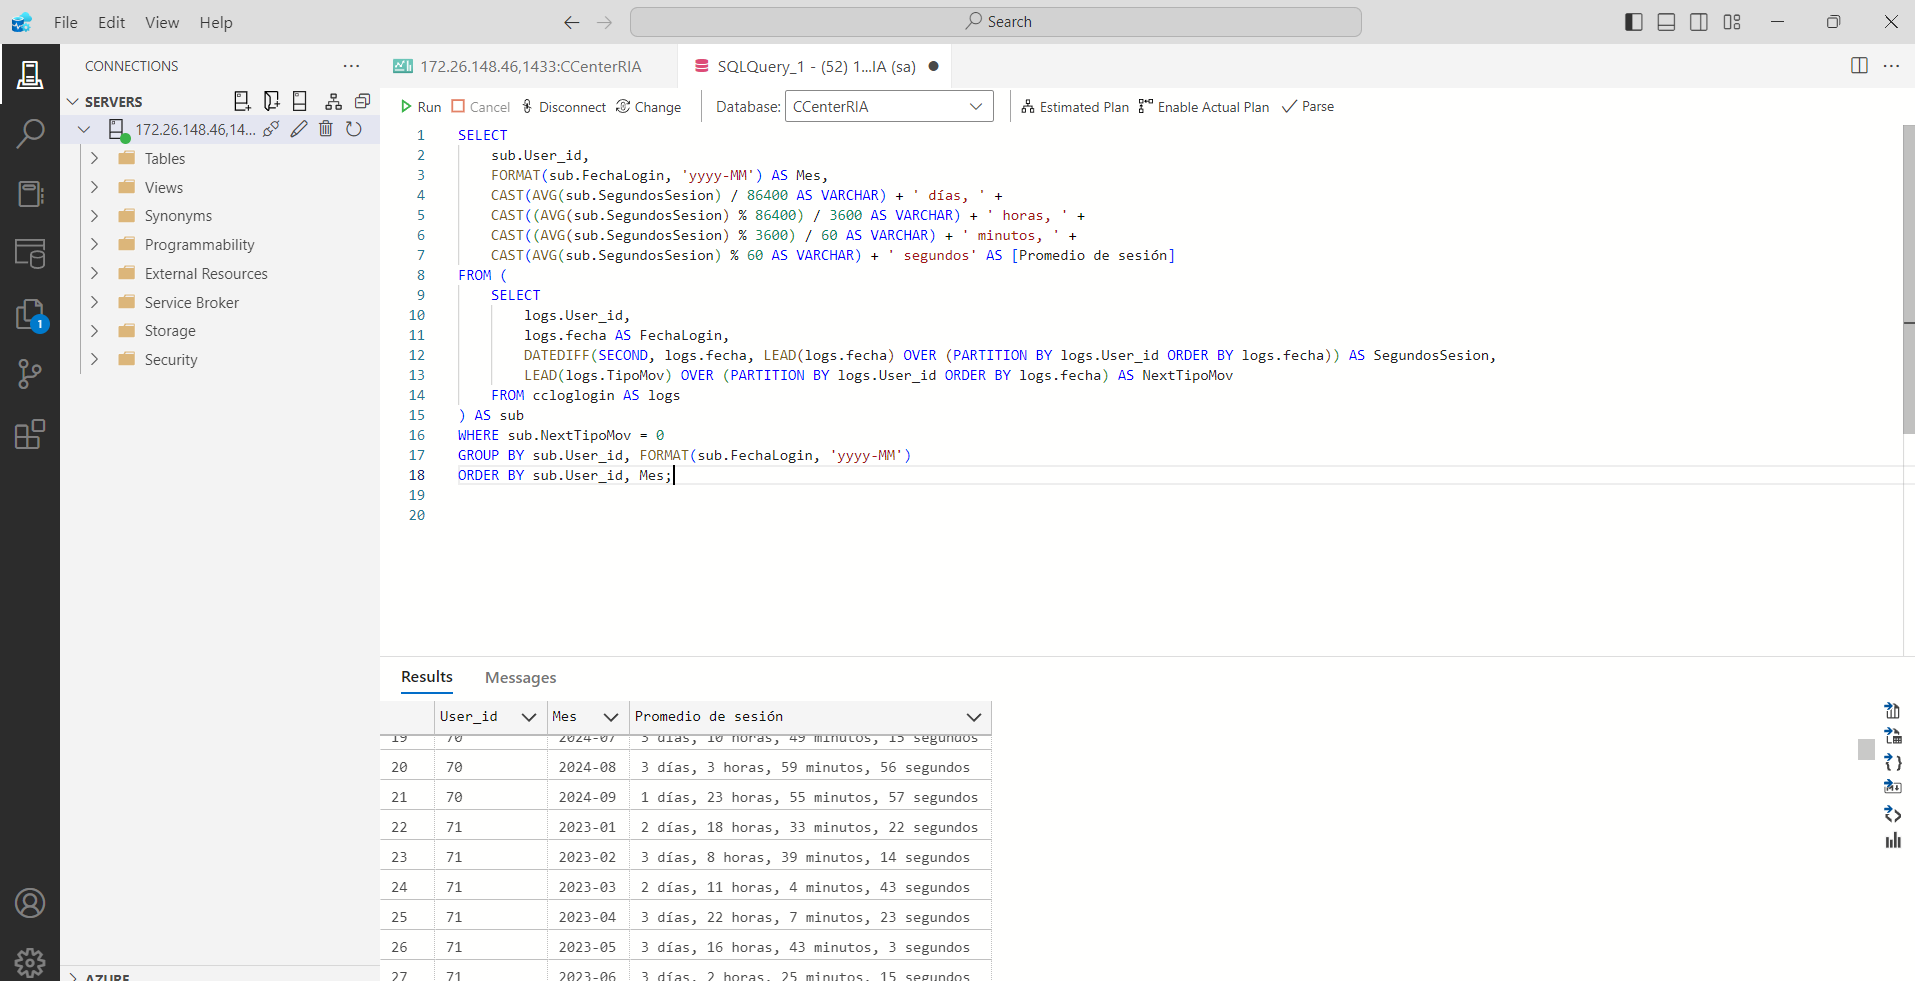 File Edit View Help
Search
CONNECTIONS
SERVERS
172.26.148.46,14...
Tables
Views
Synonyms
Programmability
External Resources
Service Broker
Storage
Security
AZURE
1
172.26.148.46,1433:CCenterRIA
SQLQuery_1 - (52) 1...IA (sa)
Run Cancel Disconnect Change Database: CCenterRIA Estimated Plan Enable Actual Plan Parse
1 SELECT
2 sub.User_id,
3 FORMAT(sub.FechaLogin, 'yyyy-MM') AS Mes,
4 CAST(AVG(sub.SegundosSesion) / 86400 AS VARCHAR) + ' días, ' +
5 CAST((AVG(sub.SegundosSesion) % 86400) / 3600 AS VARCHAR) + ' horas, ' +
6 CAST((AVG(sub.SegundosSesion) % 3600) / 60 AS VARCHAR) + ' minutos, ' +
7 CAST(AVG(sub.SegundosSesion) % 60 AS VARCHAR) + ' segundos' AS [Promedio de sesión]
8 FROM (
9 SELECT
10 logs.User_id,
11 logs.fecha AS FechaLogin,
12 DATEDIFF(SECOND, logs.fecha, LEAD(logs.fecha) OVER (PARTITION BY logs.User_id ORDER BY logs.fecha)) AS SegundosSesion,
13 LEAD(logs.TipoMov) OVER (PARTITION BY logs.User_id ORDER BY logs.fecha) AS NextTipoMov
14 FROM ccloglogin AS logs
15 ) AS sub
16 WHERE sub.NextTipoMov = 0
17 GROUP BY sub.User_id, FORMAT(sub.FechaLogin, 'yyyy-MM')
18 ORDER BY sub.User_id, Mes;
19
20
Results Messages
User_id Mes Promedio de sesión
19 70 2024-07 3 días, 10 horas, 49 minutos, 15 segundos
20 70 2024-08 3 días, 3 horas, 59 minutos, 56 segundos
21 70 2024-09 1 días, 23 horas, 55 minutos, 57 segundos
22 71 2023-01 2 días, 18 horas, 33 minutos, 22 segundos
23 71 2023-02 3 días, 8 horas, 39 minutos, 14 segundos
24 71 2023-03 2 días, 11 horas, 4 minutos, 43 segundos
25 71 2023-04 3 días, 22 horas, 7 minutos, 23 segundos
26 71 2023-05 3 días, 16 horas, 43 minutos, 3 segundos
27 71 2023-06 3 días, 2 horas, 25 minutos, 15 segundos